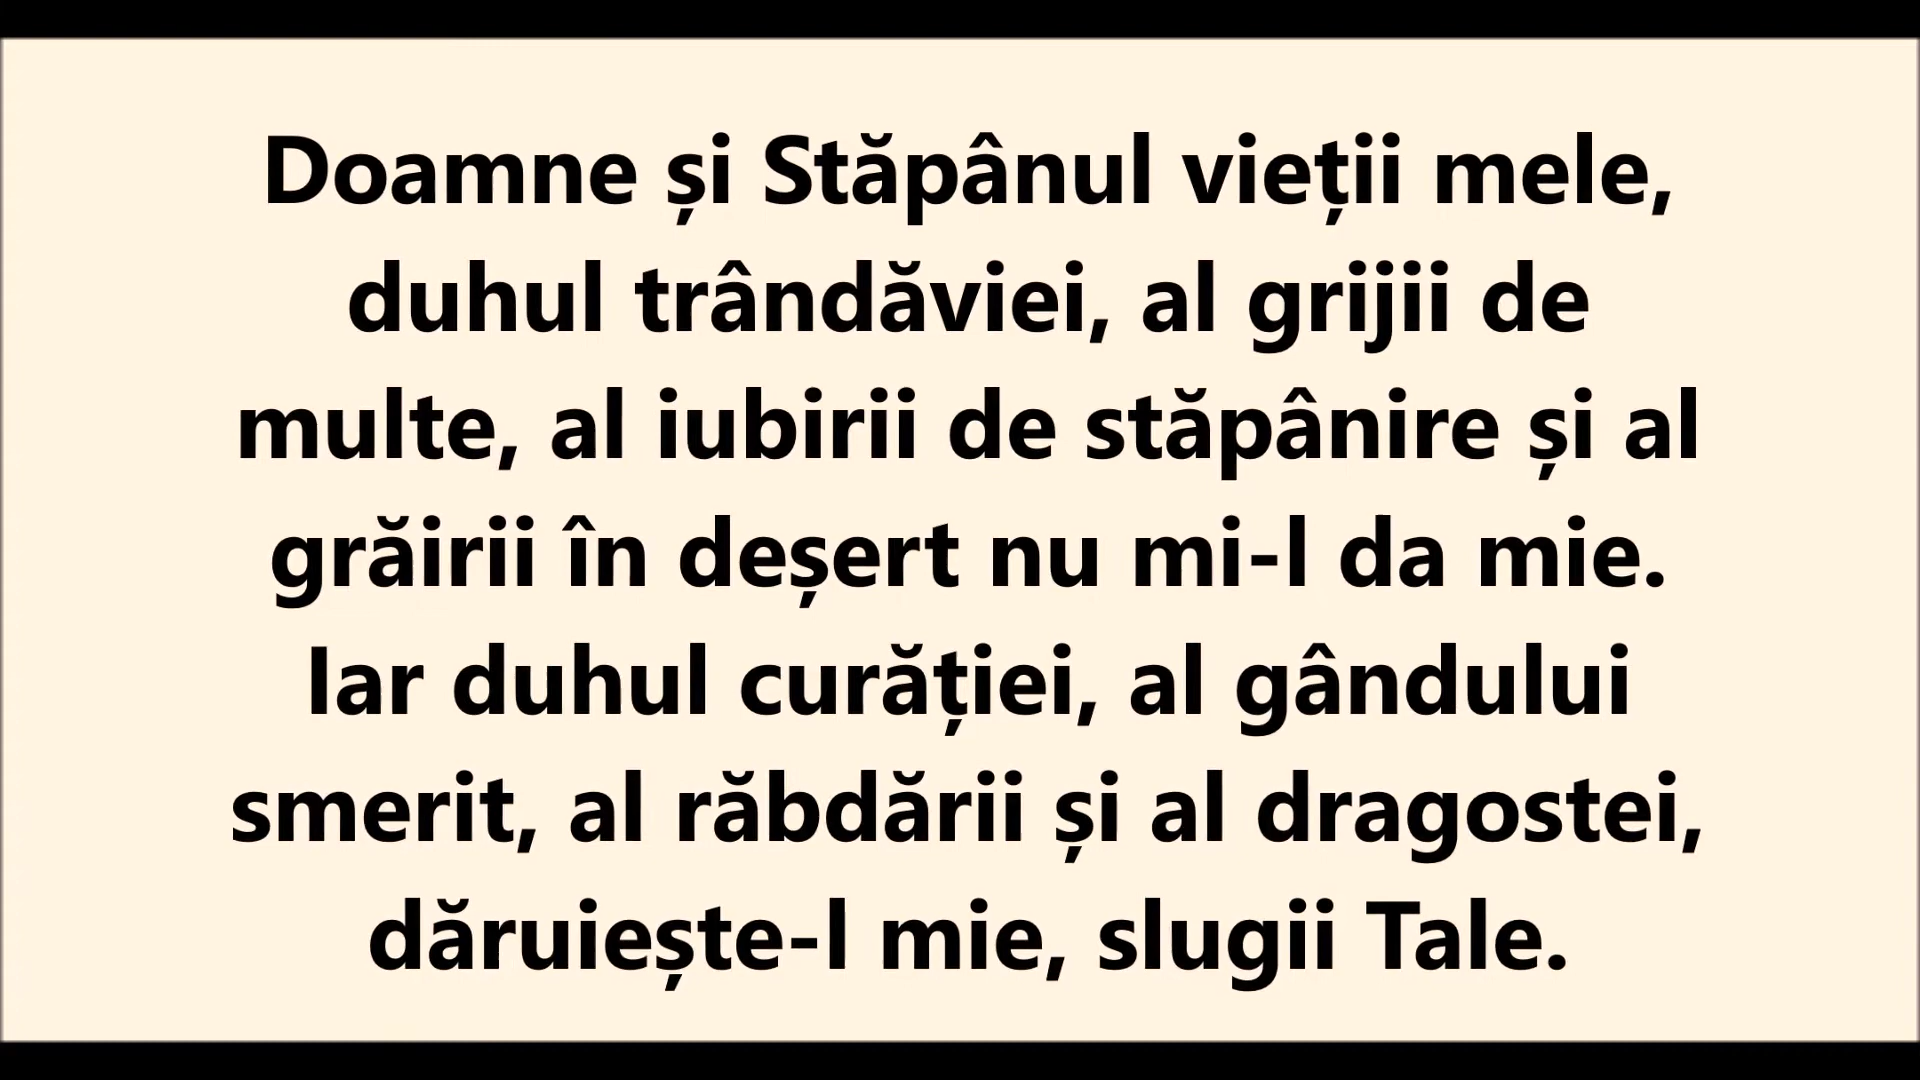 Doamne și Stăpânul vieții mele,
duhul trândăviei, al grijii de
multe, al iubirii de stăpânire și al
grăirii în deșert nu mi-l da mie.
Iar duhul curăției, al gândului
smerit, al răbdării și al dragostei,
dăruiește-l mie, slugii Tale.